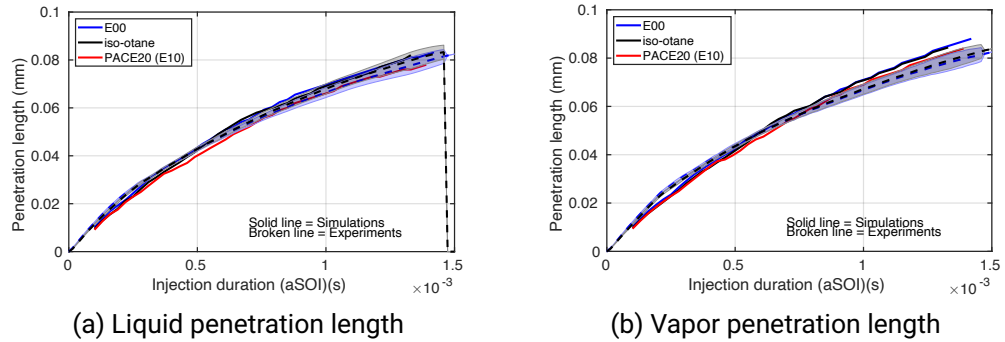 0.1
0.08
0.06
0.04
0.02
0
Penetration length (mm)
E00
iso-otane
PACE20 (E10)
Solid line = Simulations
Broken line = Experiments
0 0.5 1 1.5
Injection duration (aSOI)(s) ×10⁻³
(a) Liquid penetration length
0.1
0.08
0.06
0.04
0.02
0
Penetration length (mm)
E00
iso-otane
PACE20 (E10)
Solid line = Simulations
Broken line = Experiments
0 0.5 1 1.5
Injection duration (aSOI)(s) ×10⁻³
(b) Vapor penetration length